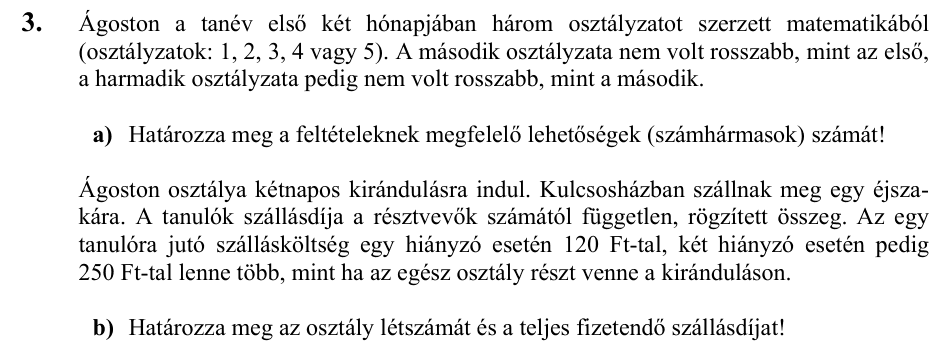 3. Ágoston a tanév első két hónapjában három osztályzatot szerzett matematikából
(osztályzatok: 1, 2, 3, 4 vagy 5). A második osztályzata nem volt rosszabb, mint az első,
a harmadik osztályzata pedig nem volt rosszabb, mint a második.
a) Határozza meg a feltételeknek megfelelő lehetőségek (számhármasok) számát!
Ágoston osztálya kétnapos kirándulásra indul. Kulcsosházban szállnak meg egy éjsza-
kára. A tanulók szállásdíja a résztvevők számától független, rögzített összeg. Az egy
tanulóra jutó szállásköltség egy hiányzó esetén 120 Ft-tal, két hiányzó esetén pedig
250 Ft-tal lenne több, mint ha az egész osztály részt venne a kiránduláson.
b) Határozza meg az osztály létszámát és a teljes fizetendő szállásdíjat!